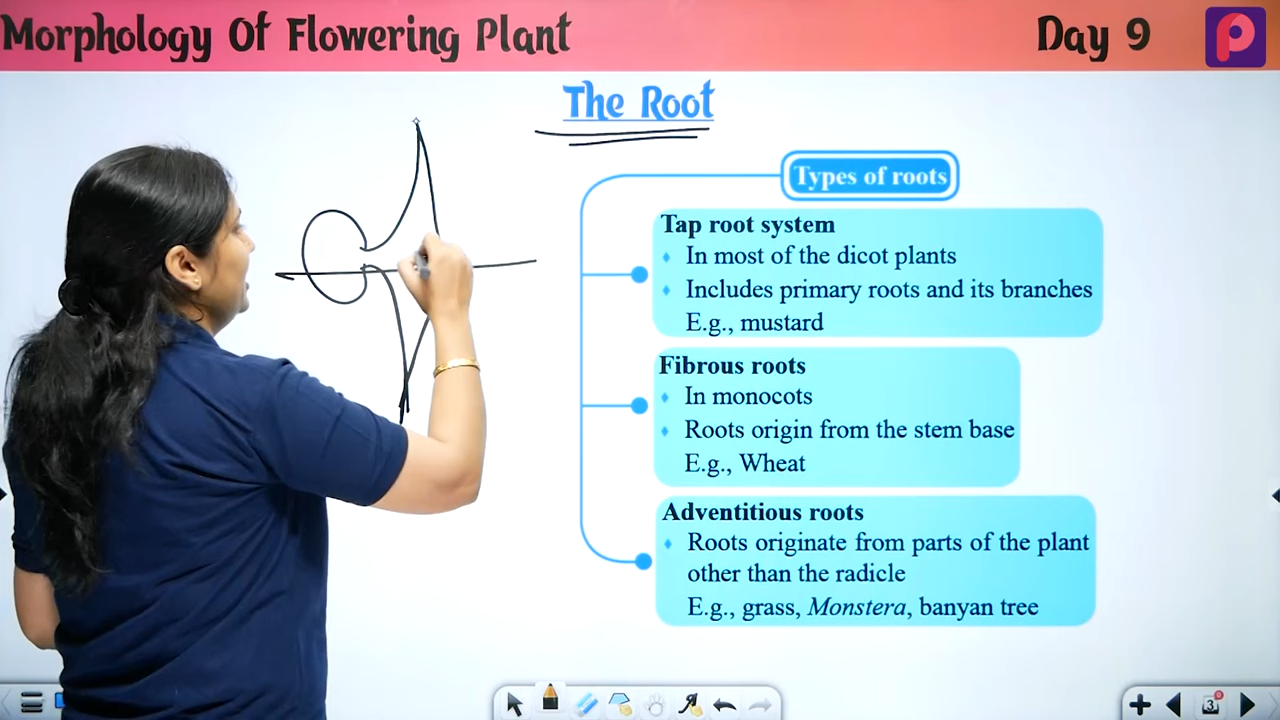 Morphology Of Flowering Plant
Day 9
P
The Root
Types of roots
Tap root system
In most of the dicot plants
Includes primary roots and its branches
E.g., mustard
Fibrous roots
In monocots
Roots origin from the stem base
E.g., Wheat
Adventitious roots
Roots originate from parts of the plant
other than the radicle
E.g., grass, Monstera, banyan tree
3